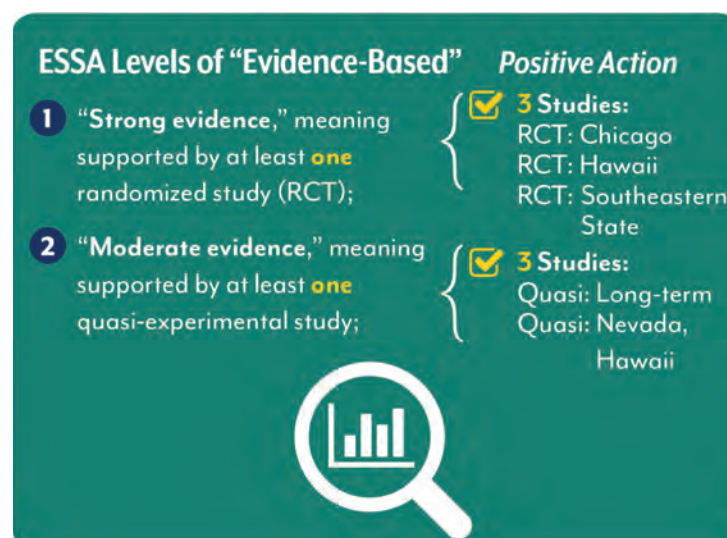 ESSA Levels of “Evidence-Based”
Positive Action
1 “Strong evidence,” meaning
supported by at least one
randomized study (RCT);
3 Studies:
RCT: Chicago
RCT: Hawaii
RCT: Southeastern
State
2 “Moderate evidence,” meaning
supported by at least one
quasi-experimental study;
3 Studies:
Quasi: Long-term
Quasi: Nevada,
Hawaii